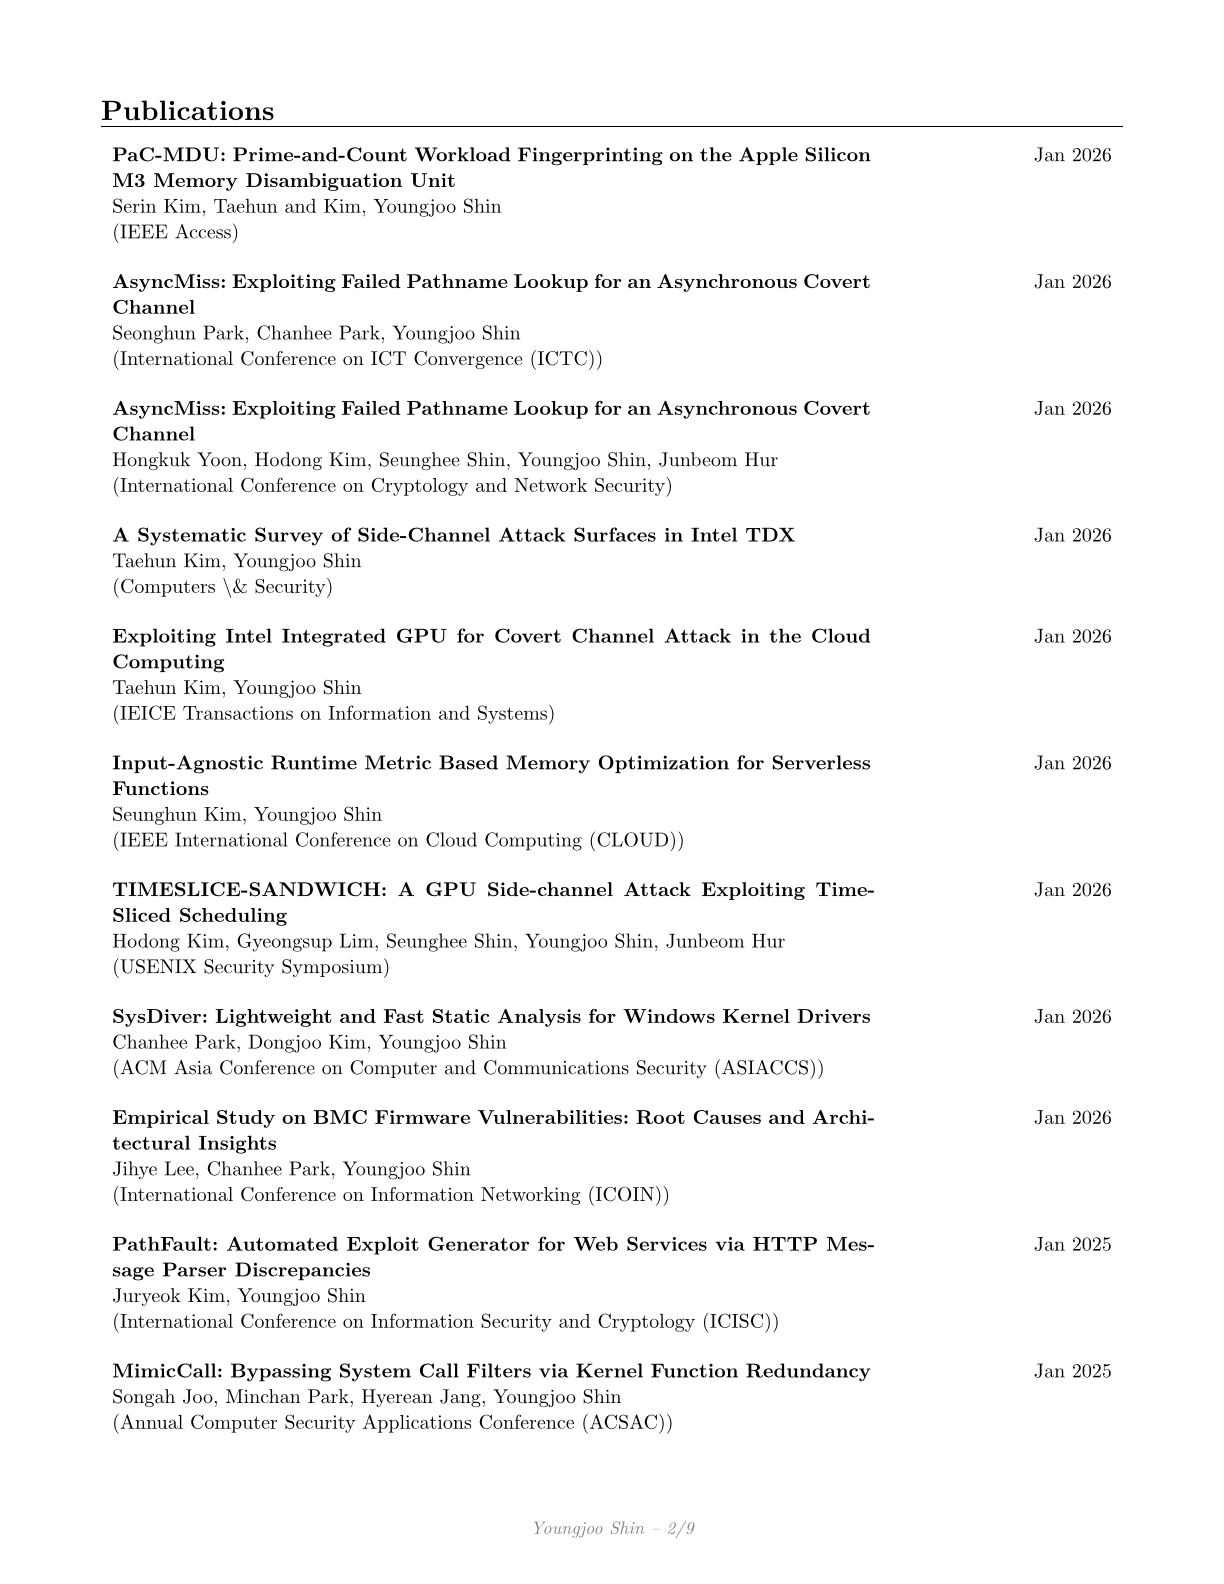 Publications
PaC-MDU: Prime-and-Count Workload Fingerprinting on the Apple Silicon Jan 2026
M3 Memory Disambiguation Unit
Serin Kim, Taehun and Kim, Youngjoo Shin
(IEEE Access)
AsyncMiss: Exploiting Failed Pathname Lookup for an Asynchronous Covert Jan 2026
Channel
Seonghun Park, Chanhee Park, Youngjoo Shin
(International Conference on ICT Convergence (ICTC))
AsyncMiss: Exploiting Failed Pathname Lookup for an Asynchronous Covert Jan 2026
Channel
Hongkuk Yoon, Hodong Kim, Seunghee Shin, Youngjoo Shin, Junbeom Hur
(International Conference on Cryptology and Network Security)
A Systematic Survey of Side-Channel Attack Surfaces in Intel TDX Jan 2026
Taehun Kim, Youngjoo Shin
(Computers \& Security)
Exploiting Intel Integrated GPU for Covert Channel Attack in the Cloud Jan 2026
Computing
Taehun Kim, Youngjoo Shin
(IEICE Transactions on Information and Systems)
Input-Agnostic Runtime Metric Based Memory Optimization for Serverless Jan 2026
Functions
Seunghun Kim, Youngjoo Shin
(IEEE International Conference on Cloud Computing (CLOUD))
TIMESLICE-SANDWICH: A GPU Side-channel Attack Exploiting Time- Jan 2026
Sliced Scheduling
Hodong Kim, Gyeongsup Lim, Seunghee Shin, Youngjoo Shin, Junbeom Hur
(USENIX Security Symposium)
SysDiver: Lightweight and Fast Static Analysis for Windows Kernel Drivers Jan 2026
Chanhee Park, Dongjoo Kim, Youngjoo Shin
(ACM Asia Conference on Computer and Communications Security (ASIACCS))
Empirical Study on BMC Firmware Vulnerabilities: Root Causes and Archi- Jan 2026
tectural Insights
Jihye Lee, Chanhee Park, Youngjoo Shin
(International Conference on Information Networking (ICOIN))
PathFault: Automated Exploit Generator for Web Services via HTTP Mes- Jan 2025
sage Parser Discrepancies
Juryeok Kim, Youngjoo Shin
(International Conference on Information Security and Cryptology (ICISC))
MimicCall: Bypassing System Call Filters via Kernel Function Redundancy Jan 2025
Songah Joo, Minchan Park, Hyerean Jang, Youngjoo Shin
(Annual Computer Security Applications Conference (ACSAC))
Youngjoo Shin – 2/9